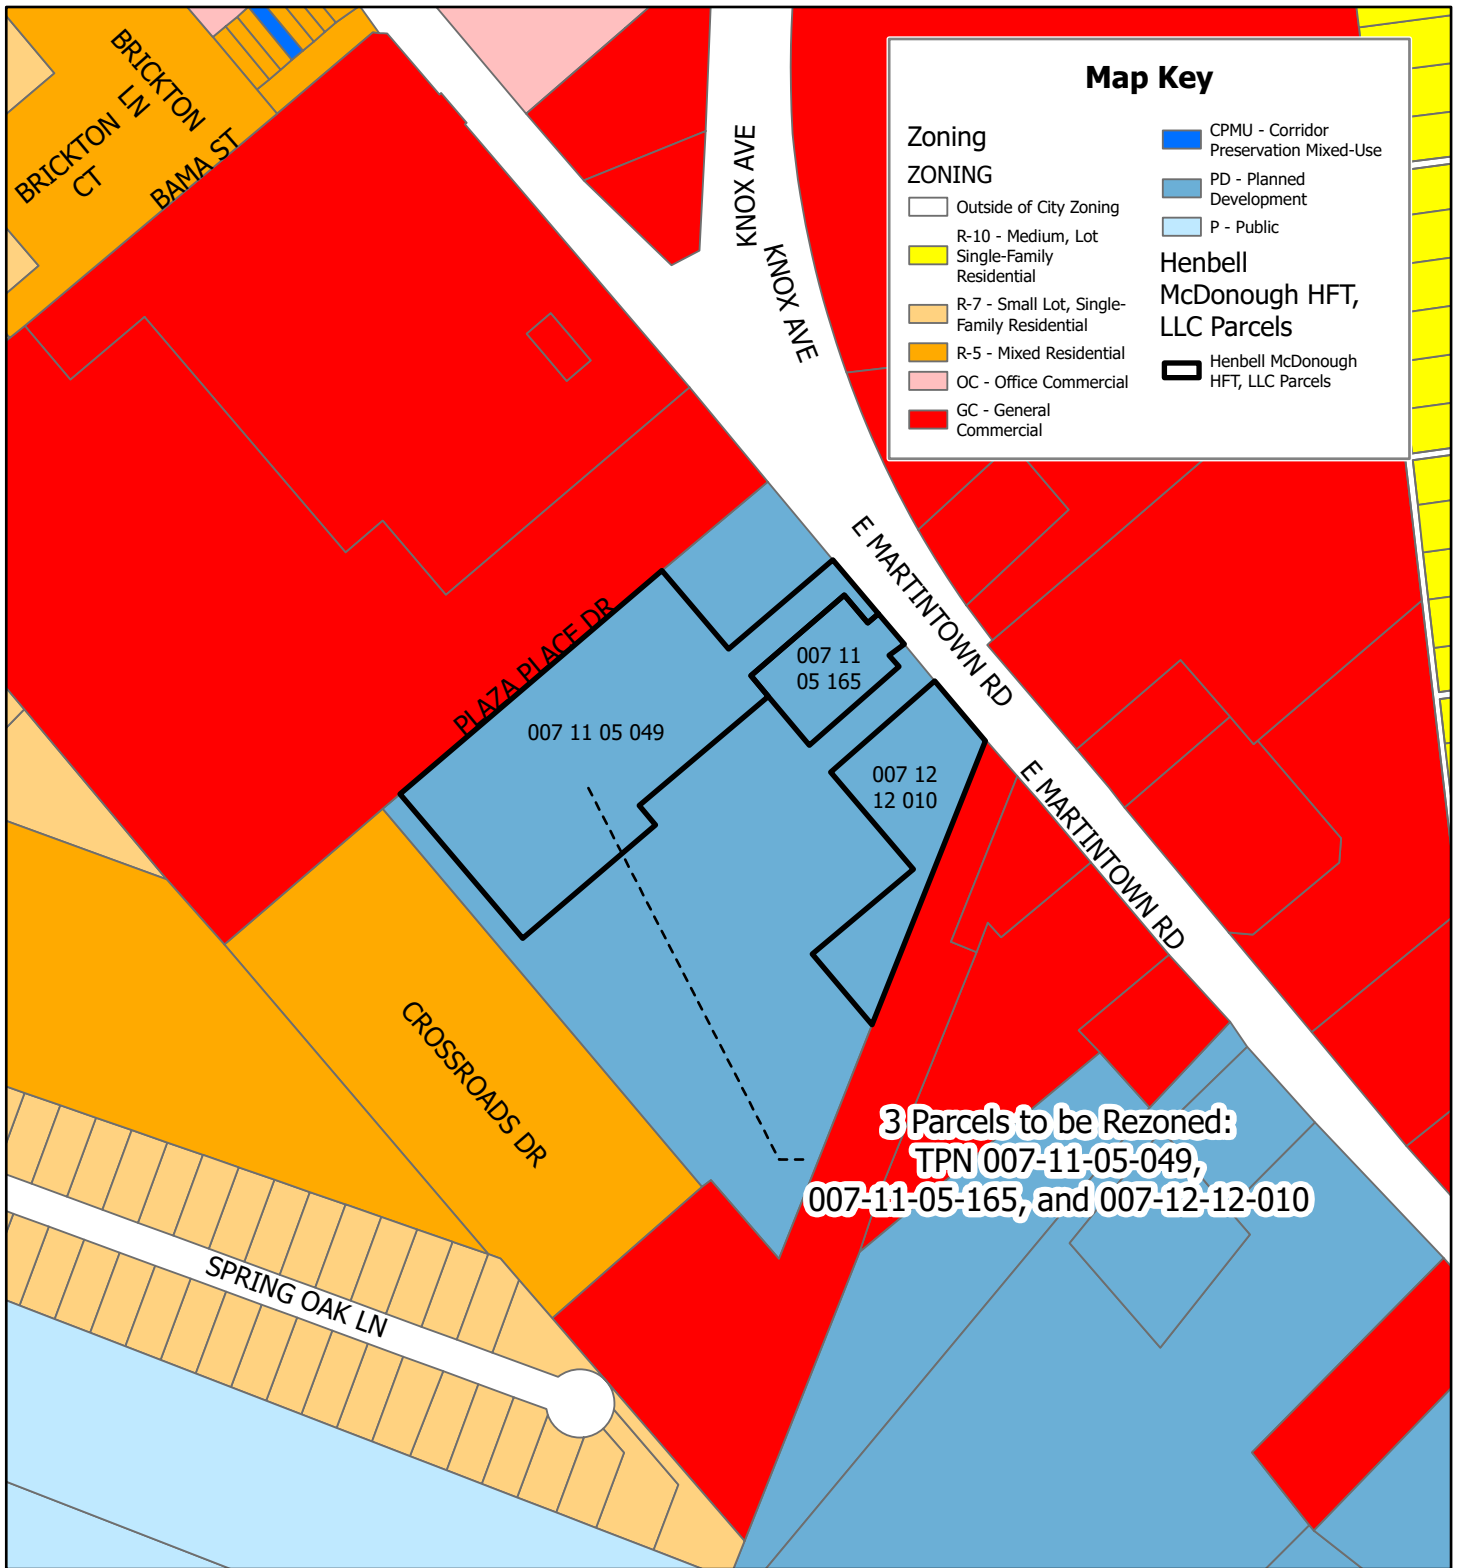 Map Key
Zoning
ZONING
Outside of City Zoning
R-10 - Medium, Lot
Single-Family
Residential
R-7 - Small Lot, Single-
Family Residential
R-5 - Mixed Residential
OC - Office Commercial
GC - General
Commercial
CPMU - Corridor
Preservation Mixed-Use
PD - Planned
Development
P - Public
Henbell
McDonough HFT,
LLC Parcels
Henbell McDonough
HFT, LLC Parcels
BRICKTON
LN
BRICKTON
CT
BAMA ST
KNOX AVE
KNOX AVE
E MARTINTOWN RD
PLAZA PLACE DR
007 11
05 165
007 11 05 049
007 12
12 010
E MARTINTOWN RD
CROSSROADS DR
3 Parcels to be Rezoned:
TPN 007-11-05-049,
007-11-05-165, and 007-12-12-010
SPRING OAK LN